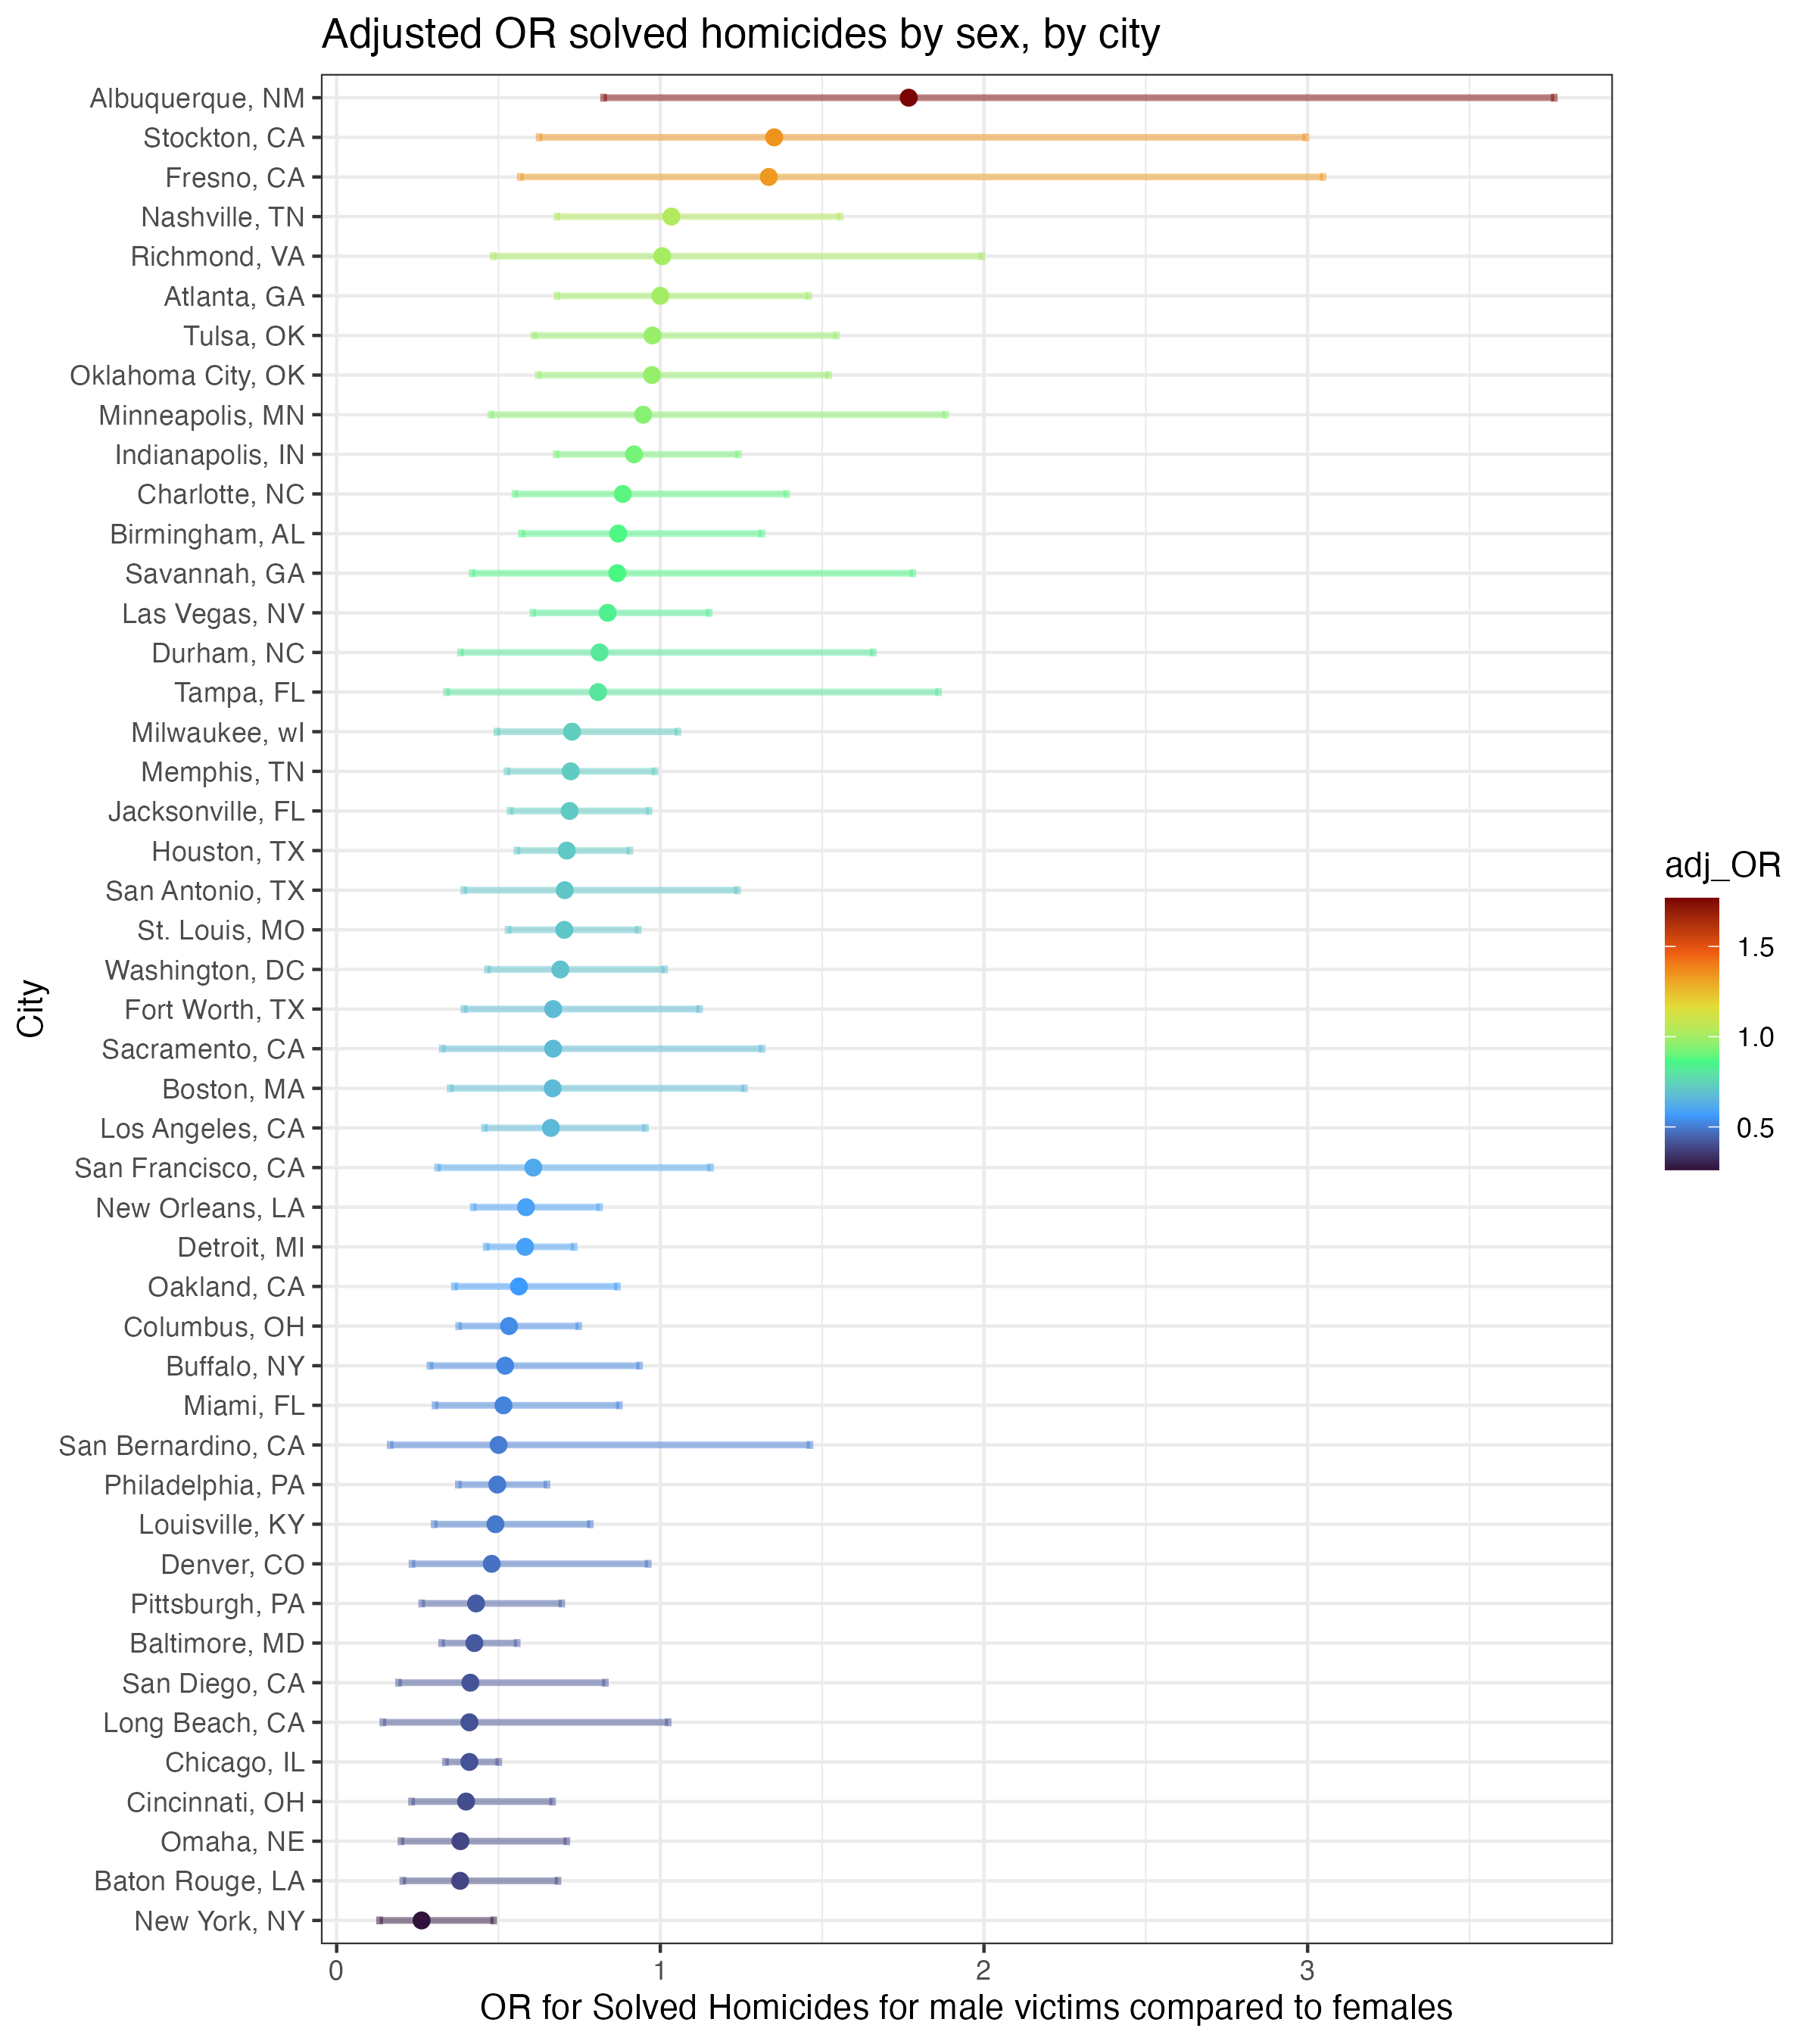 Adjusted OR solved homicides by sex, by city
Albuquerque, NM
Stockton, CA
Fresno, CA
Nashville, TN
Richmond, VA
Atlanta, GA
Tulsa, OK
Oklahoma City, OK
Minneapolis, MN
Indianapolis, IN
Charlotte, NC
Birmingham, AL
Savannah, GA
Las Vegas, NV
Durham, NC
Tampa, FL
Milwaukee, wI
Memphis, TN
Jacksonville, FL
Houston, TX
San Antonio, TX
St. Louis, MO
Washington, DC
Fort Worth, TX
Sacramento, CA
Boston, MA
Los Angeles, CA
San Francisco, CA
New Orleans, LA
Detroit, MI
Oakland, CA
Columbus, OH
Buffalo, NY
Miami, FL
San Bernardino, CA
Philadelphia, PA
Louisville, KY
Denver, CO
Pittsburgh, PA
Baltimore, MD
San Diego, CA
Long Beach, CA
Chicago, IL
Cincinnati, OH
Omaha, NE
Baton Rouge, LA
New York, NY
City
0 1 2 3
OR for Solved Homicides for male victims compared to females
adj_OR
1.5
1.0
0.5